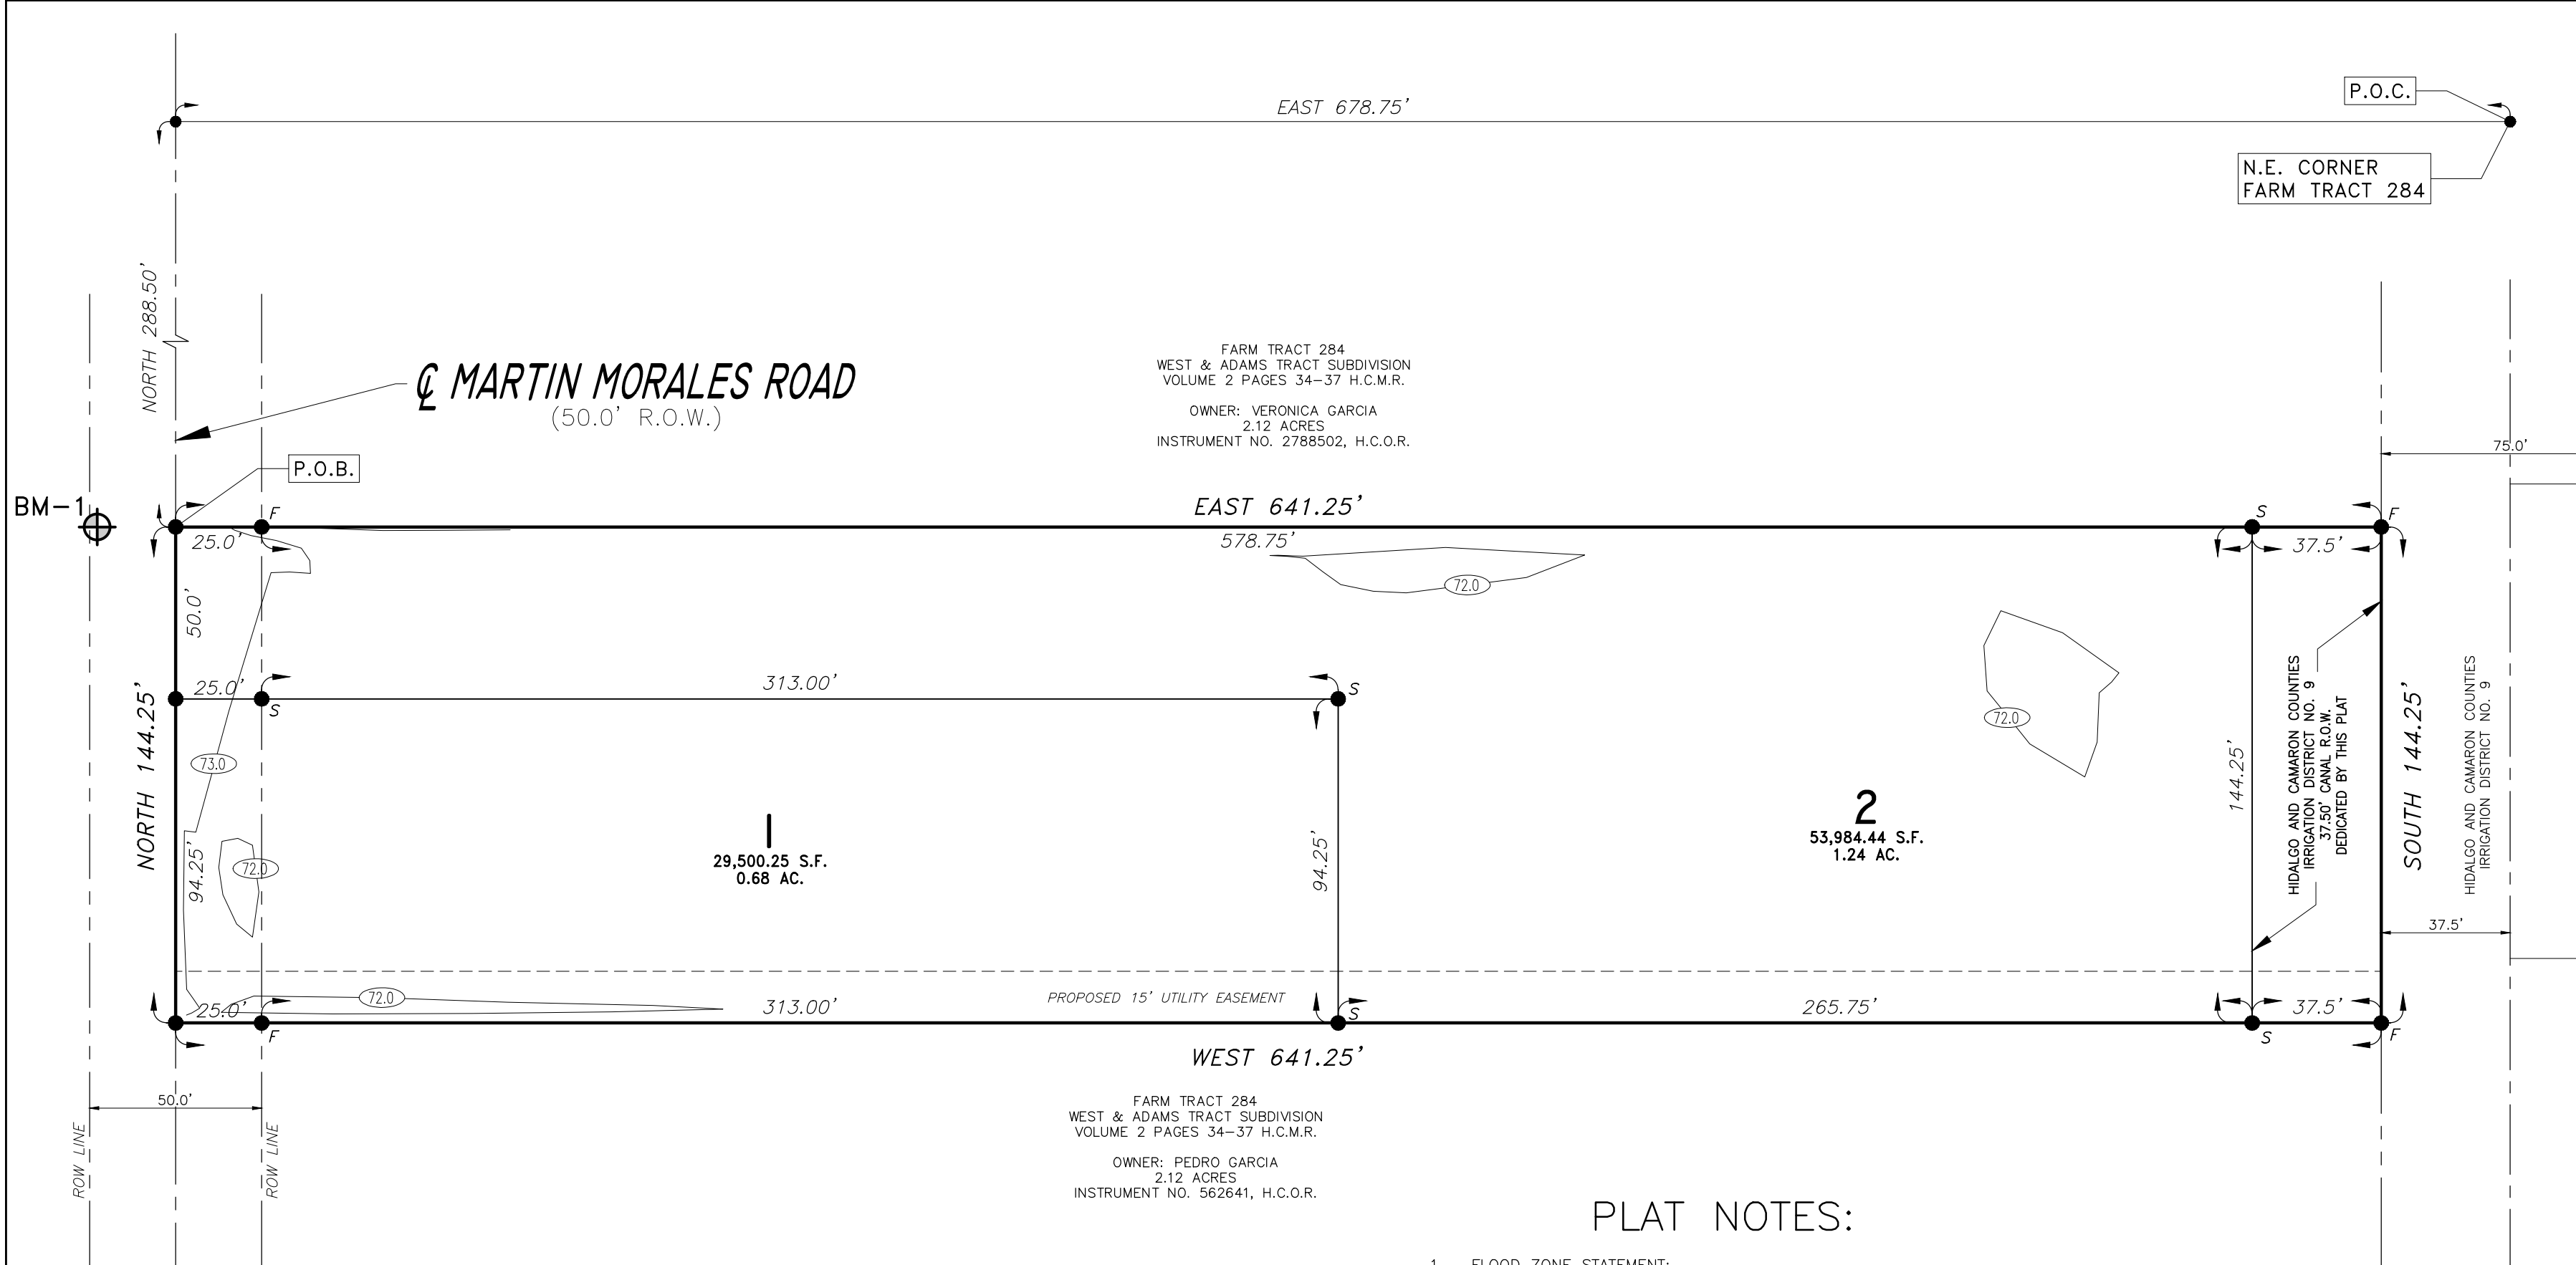 EAST 678.75'
P.O.C.
N.E. CORNER
FARM TRACT 284
NORTH 288.50'
℄ MARTIN MORALES ROAD
(50.0' R.O.W.)
FARM TRACT 284
WEST & ADAMS TRACT SUBDIVISION
VOLUME 2 PAGES 34-37 H.C.M.R.
OWNER: VERONICA GARCIA
2.12 ACRES
INSTRUMENT NO. 2788502, H.C.O.R.
75.0'
P.O.B.
BM-1
F
EAST 641.25'
S
F
25.0'
578.75'
37.5'
72.0
50.0'
25.0'
S
313.00'
S
72.0
NORTH 144.25'
73.0
94.25'
72.0
1
29,500.25 S.F.
0.68 AC.
94.25'
2
53,984.44 S.F.
1.24 AC.
144.25'
HIDALGO AND CAMARON COUNTIES
IRRIGATION DISTRICT NO. 9
37.50' CANAL R.O.W.
DEDICATED BY THIS PLAT
SOUTH 144.25'
HIDALGO AND CAMARON COUNTIES
IRRIGATION DISTRICT NO. 9
37.5'
25.0'
72.0
313.00'
PROPOSED 15' UTILITY EASEMENT
265.75'
37.5'
F
S
S
F
WEST 641.25'
50.0'
ROW LINE
ROW LINE
FARM TRACT 284
WEST & ADAMS TRACT SUBDIVISION
VOLUME 2 PAGES 34-37 H.C.M.R.
OWNER: PEDRO GARCIA
2.12 ACRES
INSTRUMENT NO. 562641, H.C.O.R.
PLAT NOTES:
1. FLOOD ZONE STATEMENT: